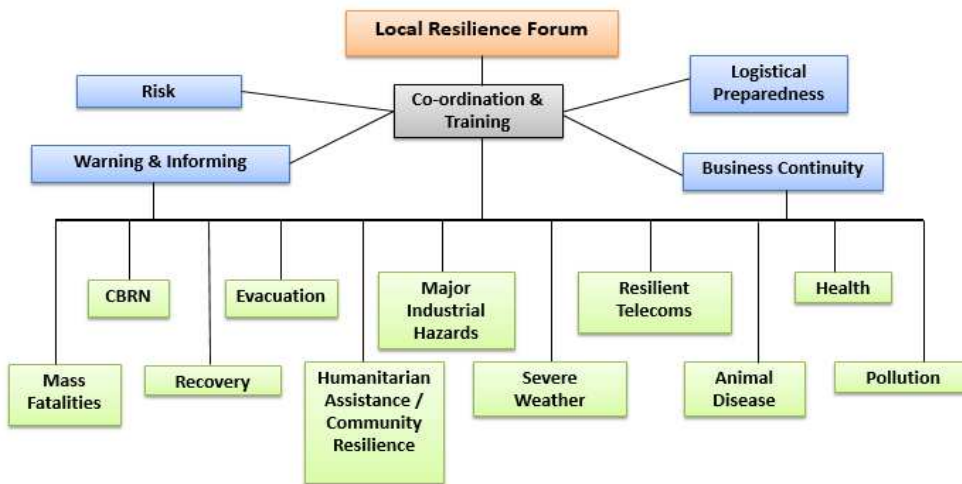 Local Resilience Forum
Risk
Co-ordination &
Training
Logistical
Preparedness
Warning & Informing
Business Continuity
CBRN
Evacuation
Major
Industrial
Hazards
Resilient
Telecoms
Health
Mass
Fatalities
Recovery
Humanitarian
Assistance /
Community
Resilience
Severe
Weather
Animal
Disease
Pollution